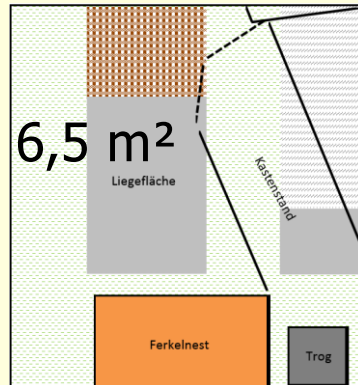 6,5 m²
Liegefläche
Kastenstand
Ferkelnest
Trog